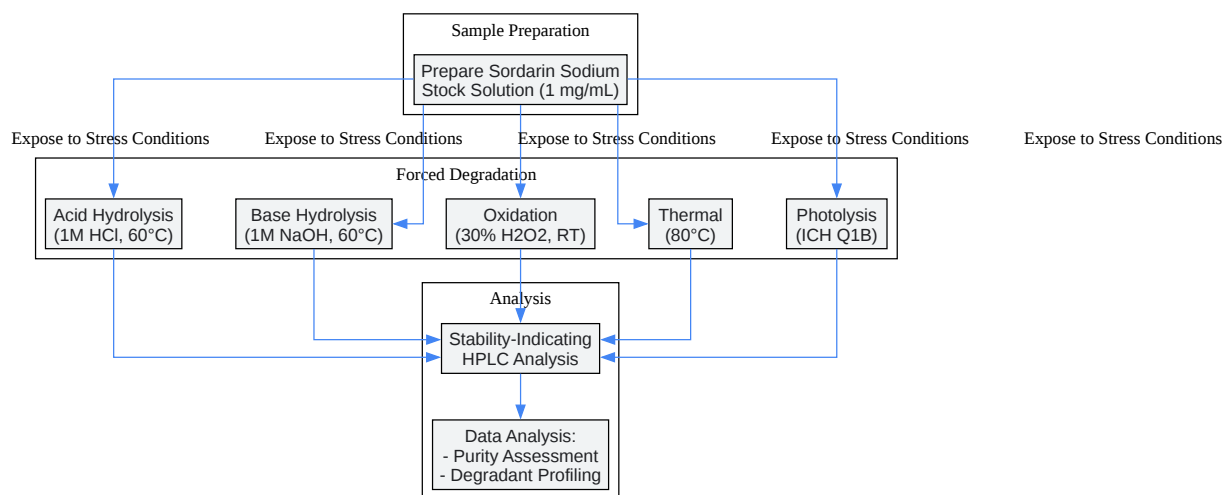 Sample Preparation
Prepare Sordarin Sodium
Stock Solution (1 mg/mL)
Expose to Stress Conditions
Expose to Stress Conditions
Expose to Stress Conditions
Expose to Stress Conditions
Expose to Stress Conditions
Forced Degradation
Acid Hydrolysis
(1M HCl, 60°C)
Base Hydrolysis
(1M NaOH, 60°C)
Oxidation
(30% H2O2, RT)
Thermal
(80°C)
Photolysis
(ICH Q1B)
Analysis
Stability-Indicating
HPLC Analysis
Data Analysis:
- Purity Assessment
- Degradant Profiling